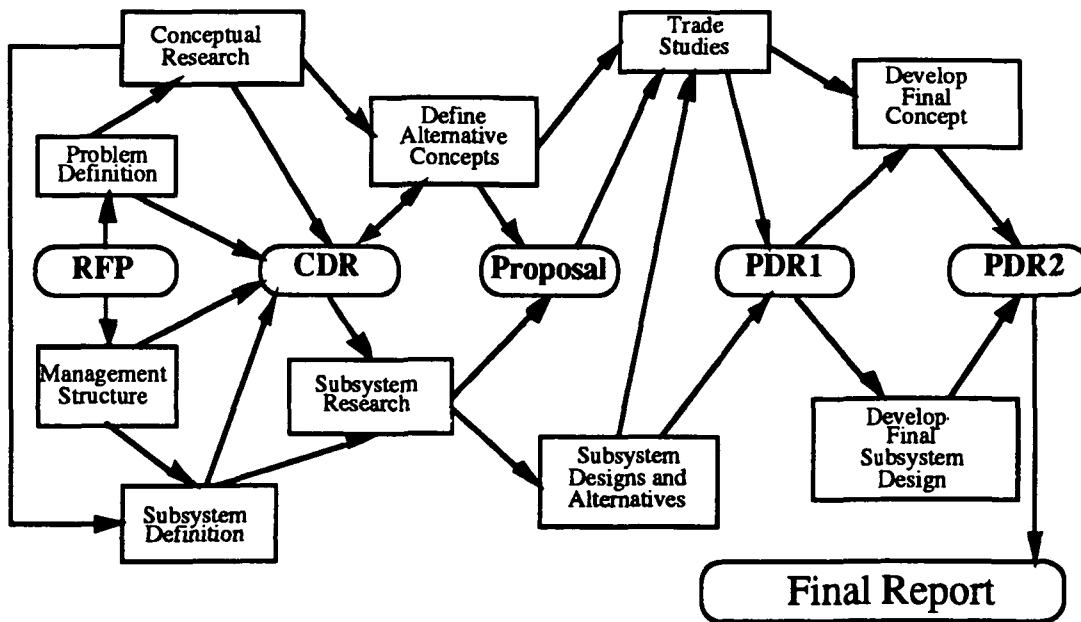 Conceptual
Research
Trade
Studies
Develop
Final
Concept
Define
Alternative
Concepts
Problem
Definition
RFP
CDR
Proposal
PDR1
PDR2
Management
Structure
Subsystem
Research
Develop
Final
Subsystem
Design
Subsystem
Designs and
Alternatives
Subsystem
Definition
Final Report